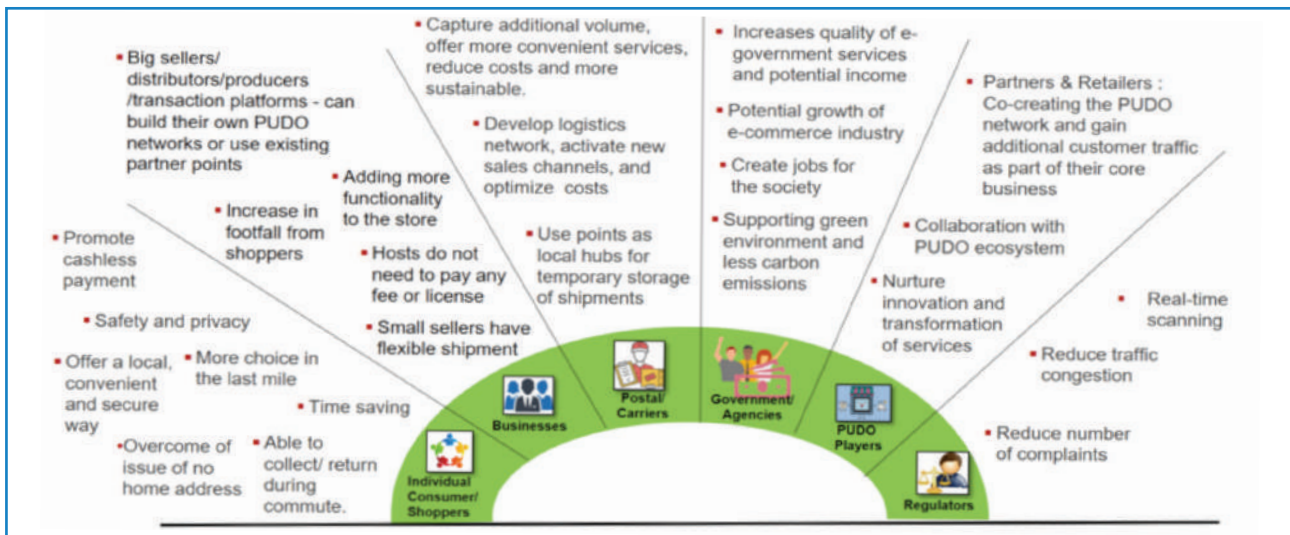 ▪ Promote
cashless
payment
▪ Safety and privacy
▪ Offer a local,
convenient
and secure
way
▪ More choice in
the last mile
▪ Time saving
•Overcome of
issue of no
home address
▪ Able to
collect/ return
during
commute.
Individual
Consumer/
Shoppers
▪ Big sellers/
distributors/producers
/transaction platforms - can
build their own PUDO
networks or use existing
partner points
▪ Increase in
footfall from
shoppers
▪ Adding more
functionality
to the store
▪ Hosts do not
need to pay any
fee or license
▪ Small sellers have
flexible shipment
Businesses
▪ Capture additional volume,
offer more convenient services,
reduce costs and more
sustainable.
▪ Develop logistics
network, activate new
sales channels, and
optimize costs
▪ Use points as
local hubs for
temporary storage
of shipments
Postal/
Carriers
▪ Increases quality of e-
government services
and potential income
▪ Potential growth of
e-commerce industry
▪ Create jobs for
the society
▪ Supporting green
environment and
less carbon
emissions
Government/
Agencies
▪ Partners & Retailers :
Co-creating the PUDO
network and gain
additional customer traffic
as part of their core
business
▪ Collaboration with
PUDO ecosystem
▪ Nurture
innovation and
transformation
of services
PUDO
Players
▪ Real-time
scanning
▪ Reduce traffic
congestion
▪ Reduce number
of complaints
Regulators